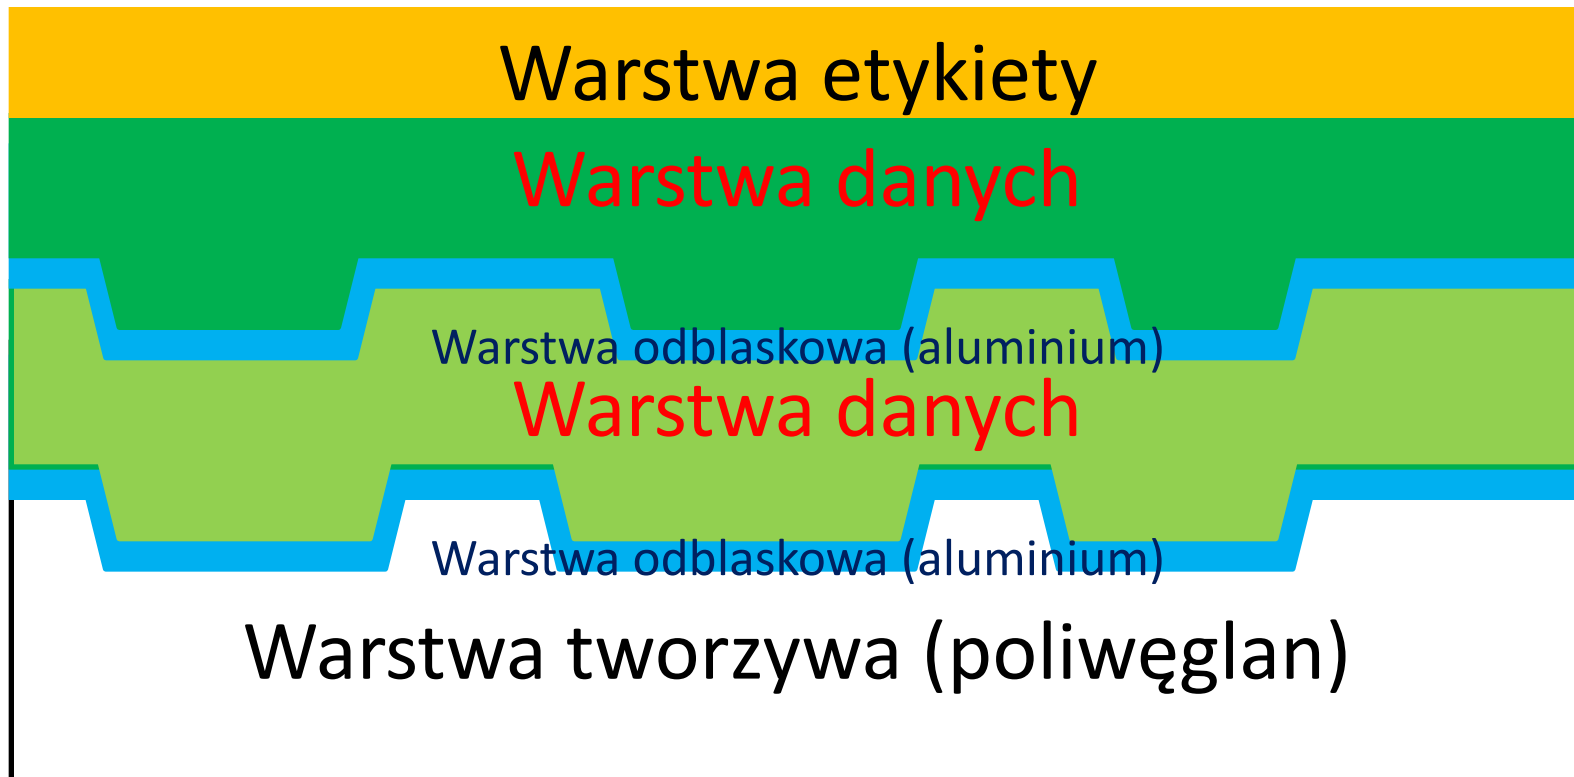 Warstwa etykiety
Warstwa danych
Warstwa odblaskowa (aluminium)
Warstwa danych
Warstwa odblaskowa (aluminium)
Warstwa tworzywa (poliwęglan)